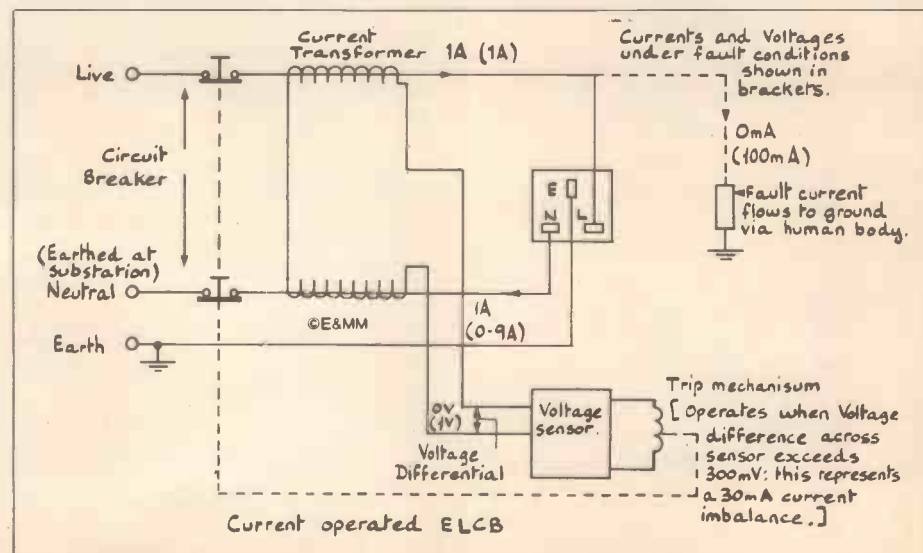 Current
Transformer
1A (1A)
Currents and Voltages
under fault conditions
shown in
brackets.
Live
0mA
(100mA)
Circuit
Breaker
E
N
L
Fault current
flows to ground
via human body.
(Earthed at
substation)
Neutral
©E&MM
1A
(0·9A)
Earth
Trip mechanisum
[Operates when Voltage
difference across
sensor exceeds
300mV: this represents
a 30mA current
imbalance.]
0V
(1V)
Voltage
sensor.
Voltage
Differential
Current operated ELCB